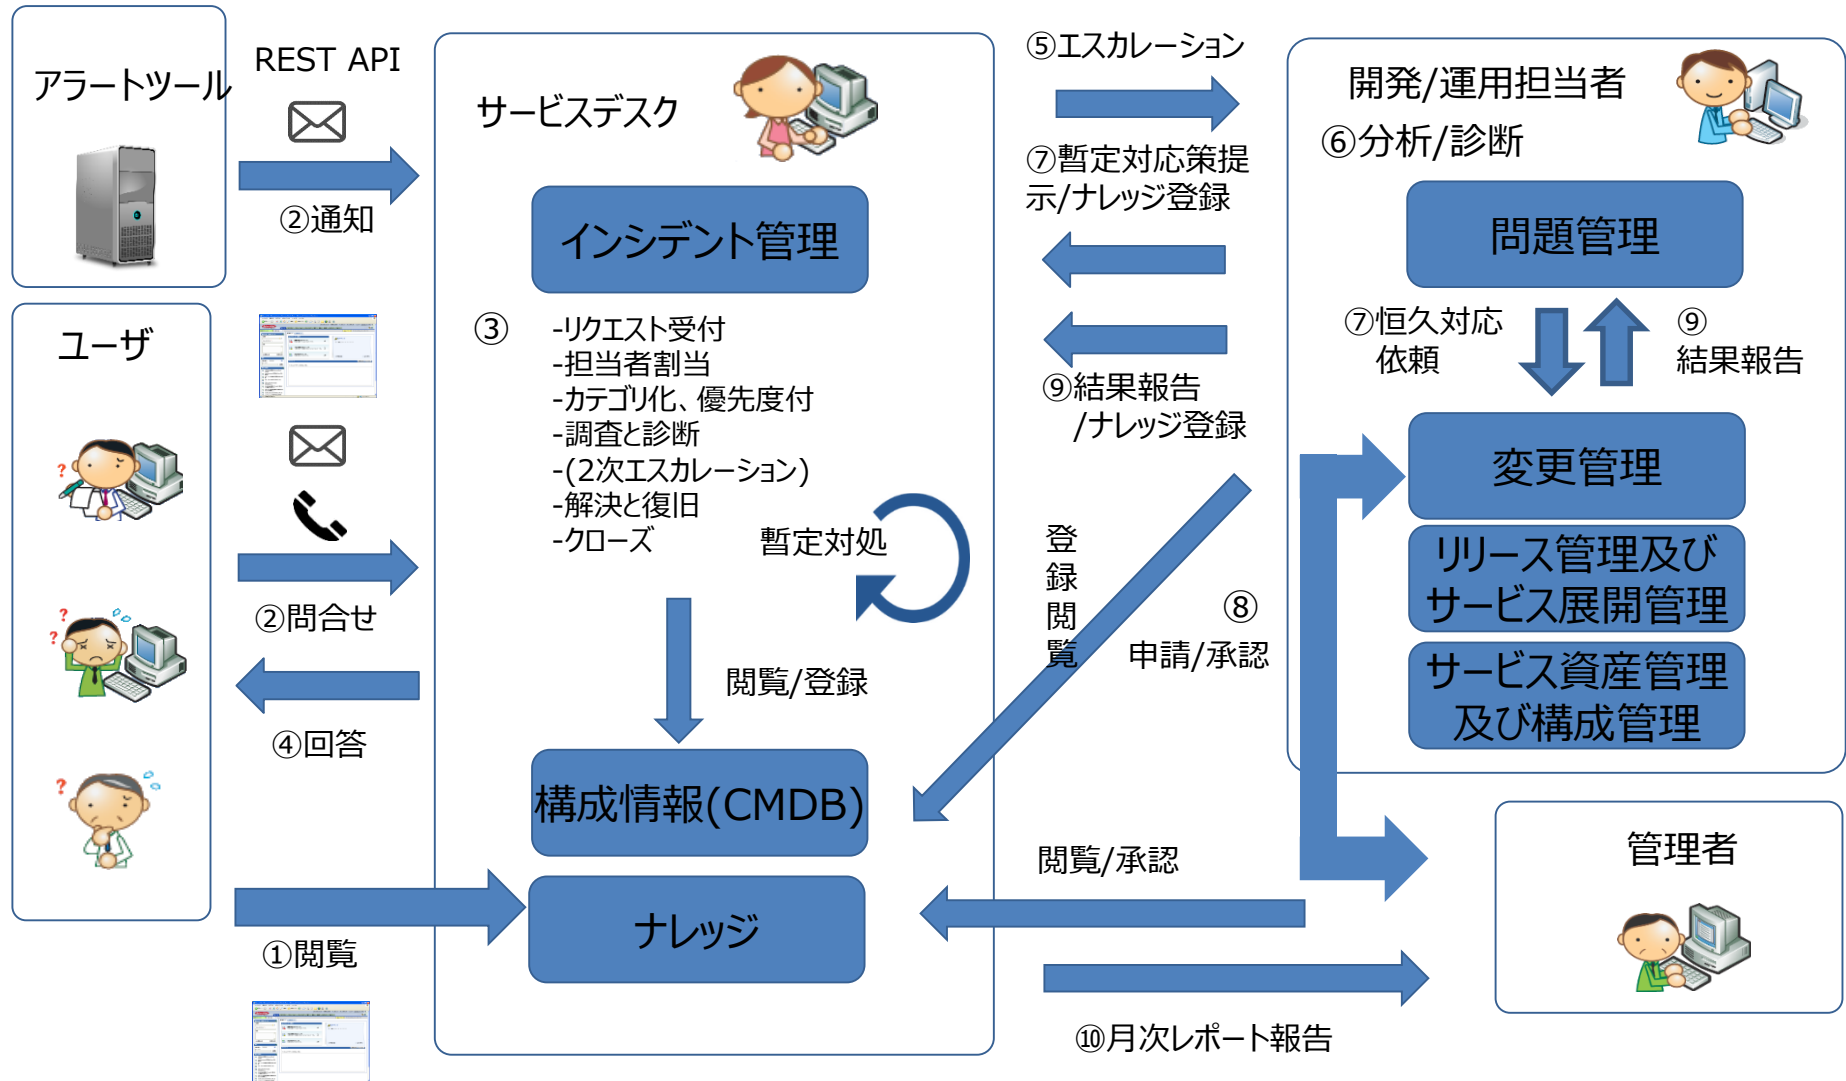 アラートツール
REST API
②通知
ユーザ
②問合せ
④回答
①閲覧
サービスデスク
インシデント管理
③
-リクエスト受付
-担当者割当
-カテゴリ化、優先度付
-調査と診断
-(2次エスカレーション)
-解決と復旧
-クローズ
暫定対処
閲覧/登録
構成情報(CMDB)
ナレッジ
⑤エスカレーション
⑦暫定対応策提
示/ナレッジ登録
⑨結果報告
/ナレッジ登録
登録閲覧
⑧
申請/承認
閲覧/承認
⑩月次レポート報告
開発/運用担当者
⑥分析/診断
問題管理
⑦恒久対応
依頼
⑨
結果報告
変更管理
リリース管理及び
サービス展開管理
サービス資産管理
及び構成管理
管理者